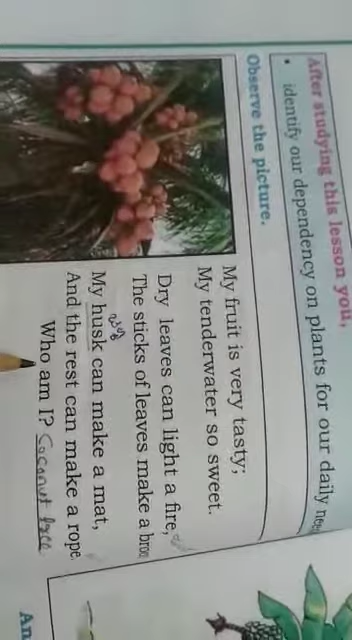 After studying this lesson you,
• identify our dependency on plants for our daily
Observe the picture.
My fruit is very tasty;
My tenderwater so sweet.
Dry leaves can light a fire,
The sticks of leaves make a
My husk can make a mat,
And the rest can make a rope
Who am I? Coconut tree
An